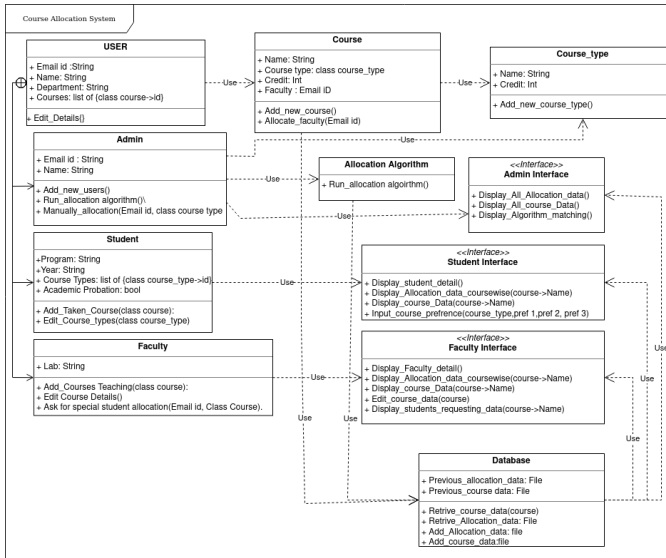 Course Allocation System
USER
+ Email id :String
+ Name: String
+ Department: String
+ Courses: list of {class course->id}
+ Edit_Details()
Use
Course
+ Name: String
+ Course type: class course_type
+ Credit: Int
+ Faculty : Email iD
+ Add_new_course()
+ Allocate_faculty(Email id)
Use
Course_type
+ Name: String
+ Credit: Int
+ Add_new_course_type()
Admin
+ Email id : String
+ Name: String
+ Add_new_users()
+ Run_allocation algorithm()\
+ Manually_allocation(Email id, class course type
Use
Use
Use
Allocation Algorithm
+ Run_allocation algoirthm()
<<Interface>>
Admin Interface
+ Display_All_Allocation_data()
+ Display_All_course_Data()
+ Display_Algorithm_matching()
Student
+Program: String
+Year: String
+ Course Types: list of {class course_type->id}
+ Academic Probation: bool
+ Add_Taken_Course(class course):
+ Edit_Course_types(class course_type)
Use
<<Interface>>
Student Interface
+ Display_student_detail()
+ Display_Allocation_data_coursewise(course->Name)
+ Display_course_Data(course->Name)
+ Input_course_prefrence(course_type,pref 1,pref 2, pref 3)
Faculty
+ Lab: String
+ Add_Courses Teaching(class course):
+ Edit Course Details()
+ Ask for special student allocation(Email id, Class Course).
Use
<<Interface>>
Faculty Interface
+ Display_Faculty_detail()
+ Display_Allocation_data_coursewise(course->Name)
+ Display_course_Data(course->Name)
+ Edit_course_data(course)
+ Display_students_requesting_data(course->Name)
Use
Use
Use
Use
Use
Database
+ Previous_allocation_data: File
+ Previous_course data: File
+ Retrive_course_data(course)
+ Retrive_Allocation_data: File
+ Add_Allocation_data: file
+ Add_course_data:file